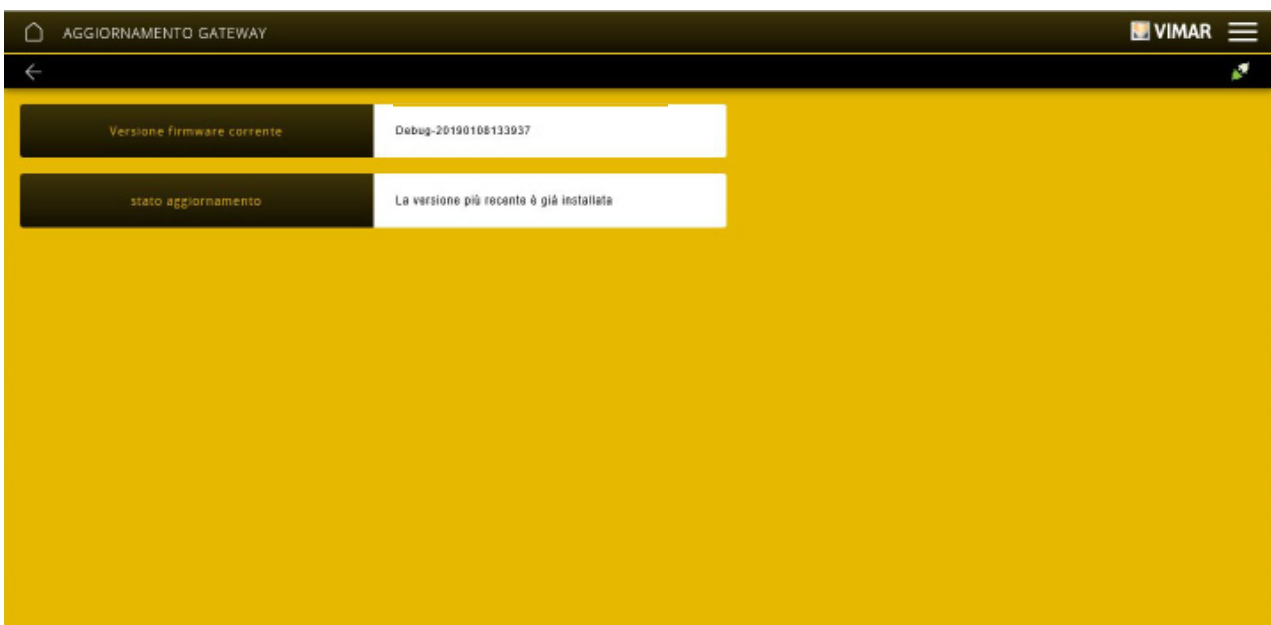 AGGIORNAMENTO GATEWAY
VIMAR
Versione firmware corrente
Debug-20190108133937
stato aggiornamento
La versione più recente è già installata